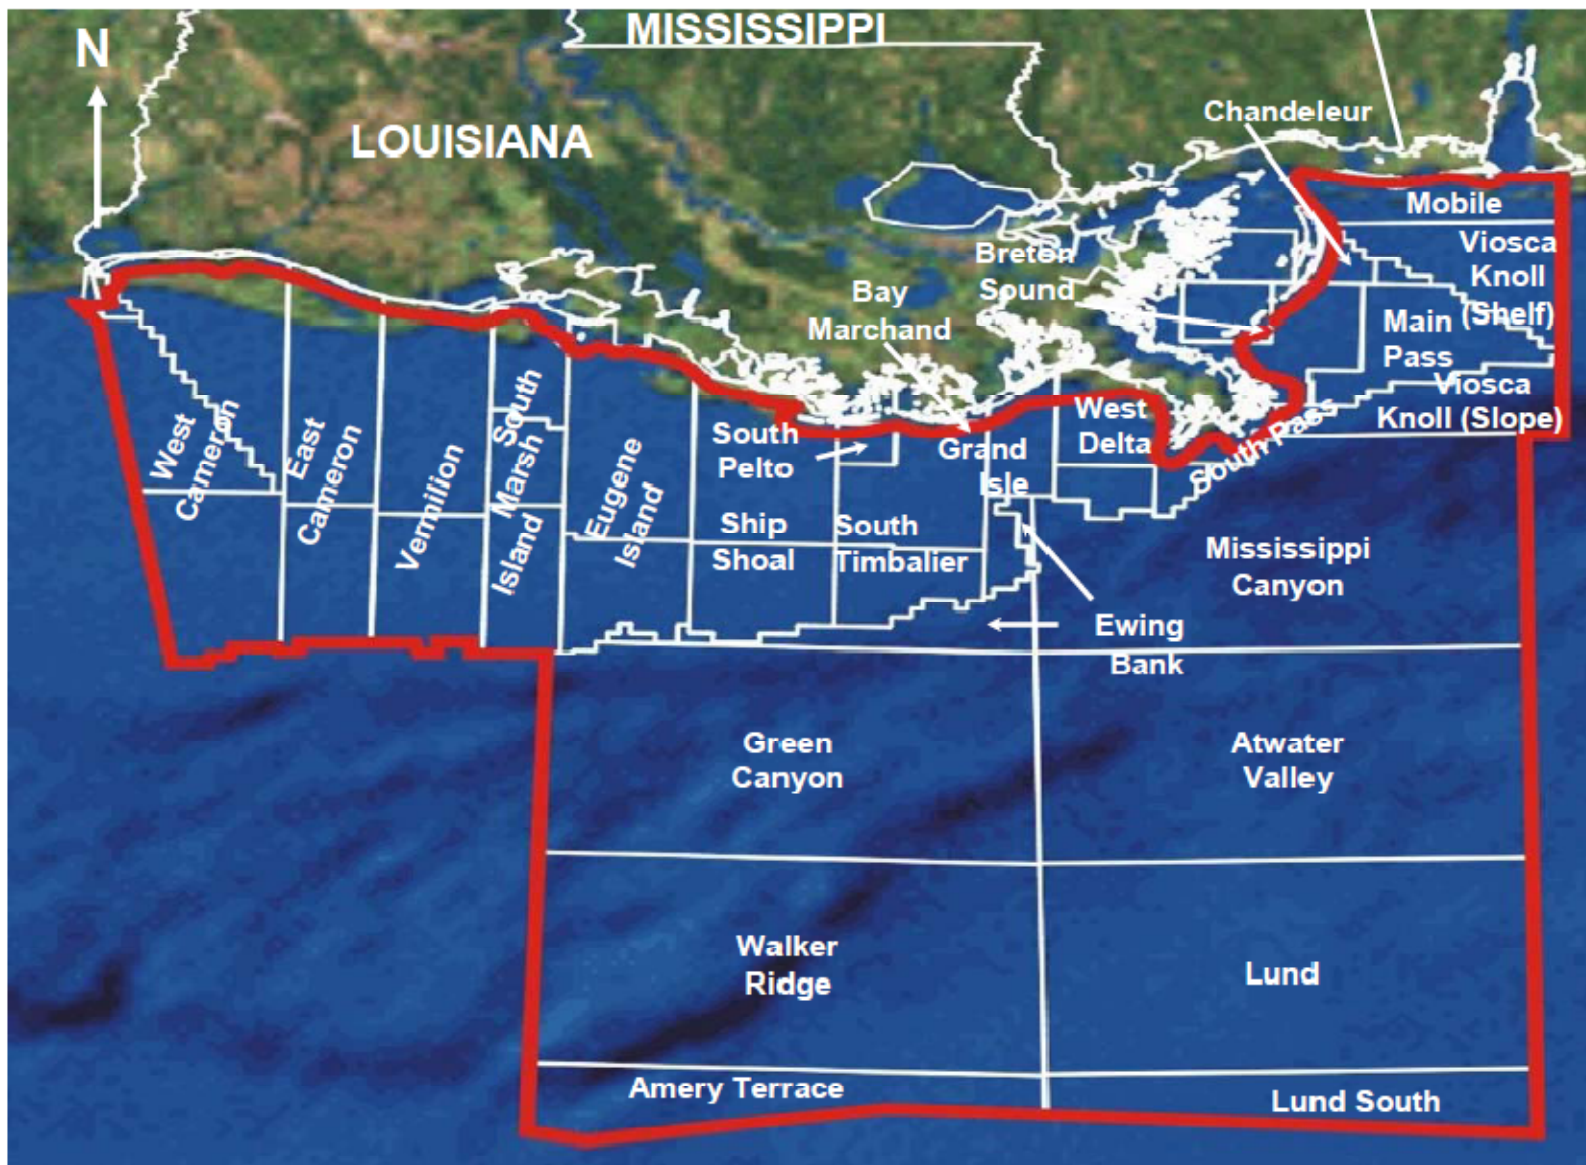 MISSISSIPPI
N
LOUISIANA
Chandeleur
Mobile
Viosca
Knoll
(Shelf)
Breton
Sound
Bay
Marchand
Main
Pass
Viosca
Knoll (Slope)
West
Cameron
East
Cameron
Vermilion
South
Marsh
Island
Eugene
Island
South
Pelto
Ship
Shoal
South
Timbalier
Grand
Isle
West
Delta
South Pass
Mississippi
Canyon
Ewing
Bank
Green
Canyon
Atwater
Valley
Walker
Ridge
Lund
Amery Terrace
Lund South